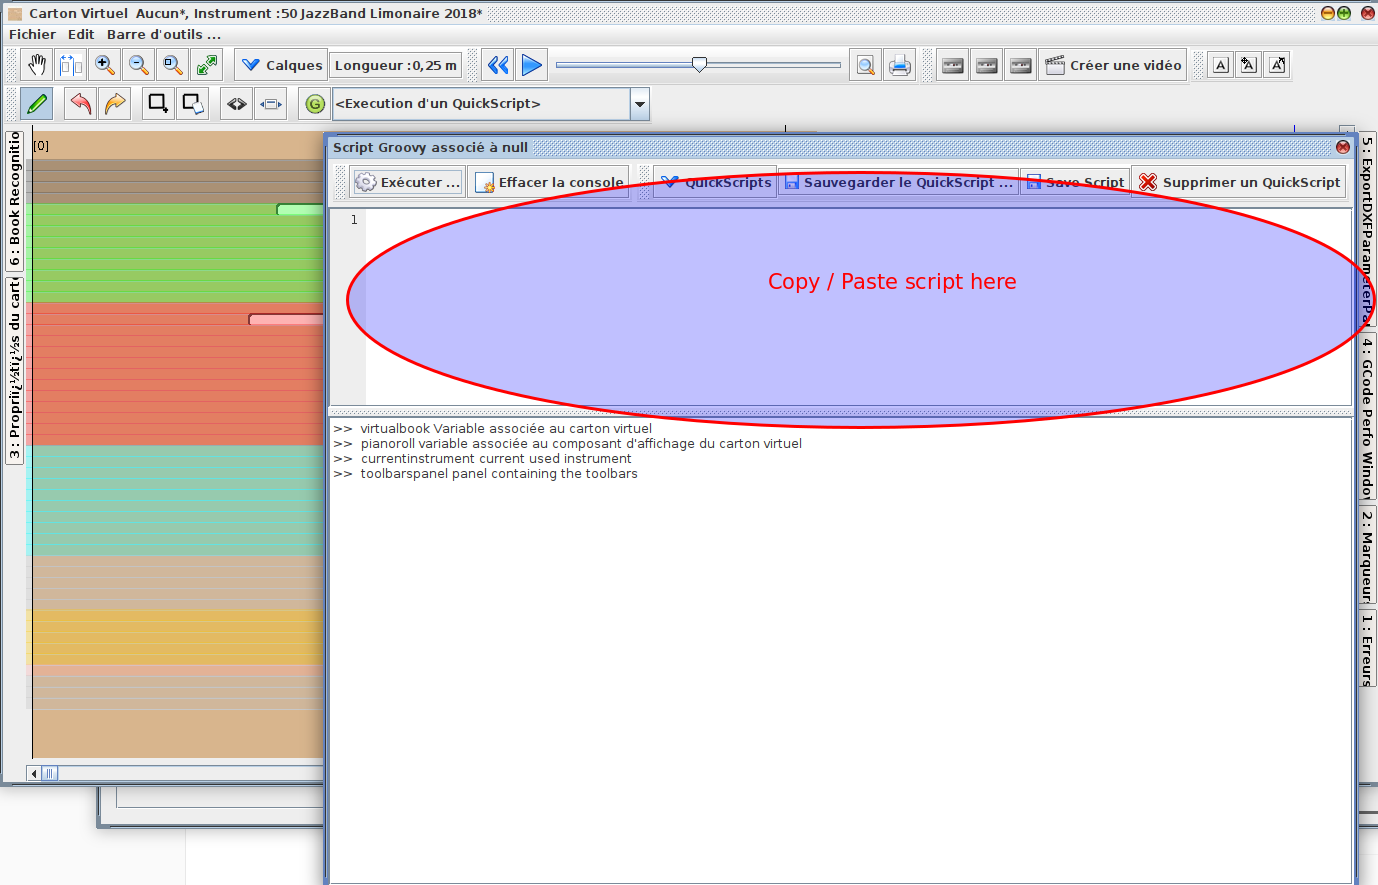 Carton Virtuel  Aucun*, Instrument :50 JazzBand Limonaire 2018*
Fichier Edit Barre d'outils ...
Calques Longueur :0,25 m Créer une vidéo A A A
G <Execution d'un QuickScript>
[0]
6 : Book Recognitio
3 : Propriï¿½tï¿½s du cart
Script Groovy associé à null
Exécuter ... Effacer la console QuickScripts Sauvegarder le QuickScript ... Save Script Supprimer un QuickScript
1
Copy / Paste script here
>> virtualbook Variable associée au carton virtuel
>> pianoroll variable associée au composant d'affichage du carton virtuel
>> currentinstrument current used instrument
>> toolbarspanel panel containing the toolbars
5 : ExportDXFParameterPa
4 : GCode Perfo Windo
2 : Marqueur
1 : Erreurs